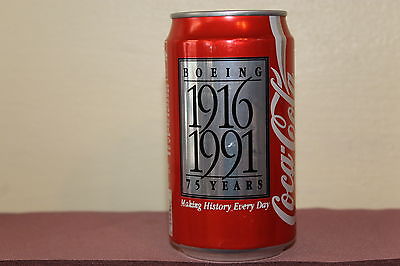 BOEING
1916
1991
75 YEARS
Making History Every Day
Coca-Cola